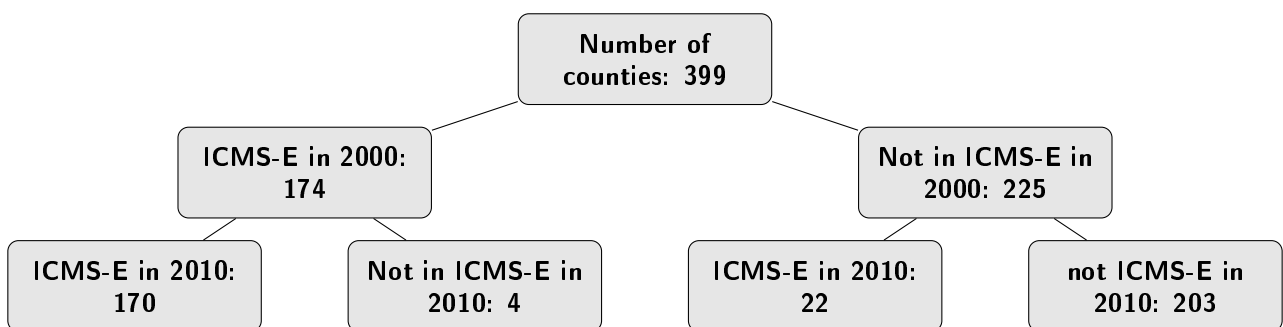 Number of
counties: 399
ICMS-E in 2000:
174
Not in ICMS-E in
2000: 225
ICMS-E in 2010:
170
Not in ICMS-E in
2010: 4
ICMS-E in 2010:
22
not ICMS-E in
2010: 203